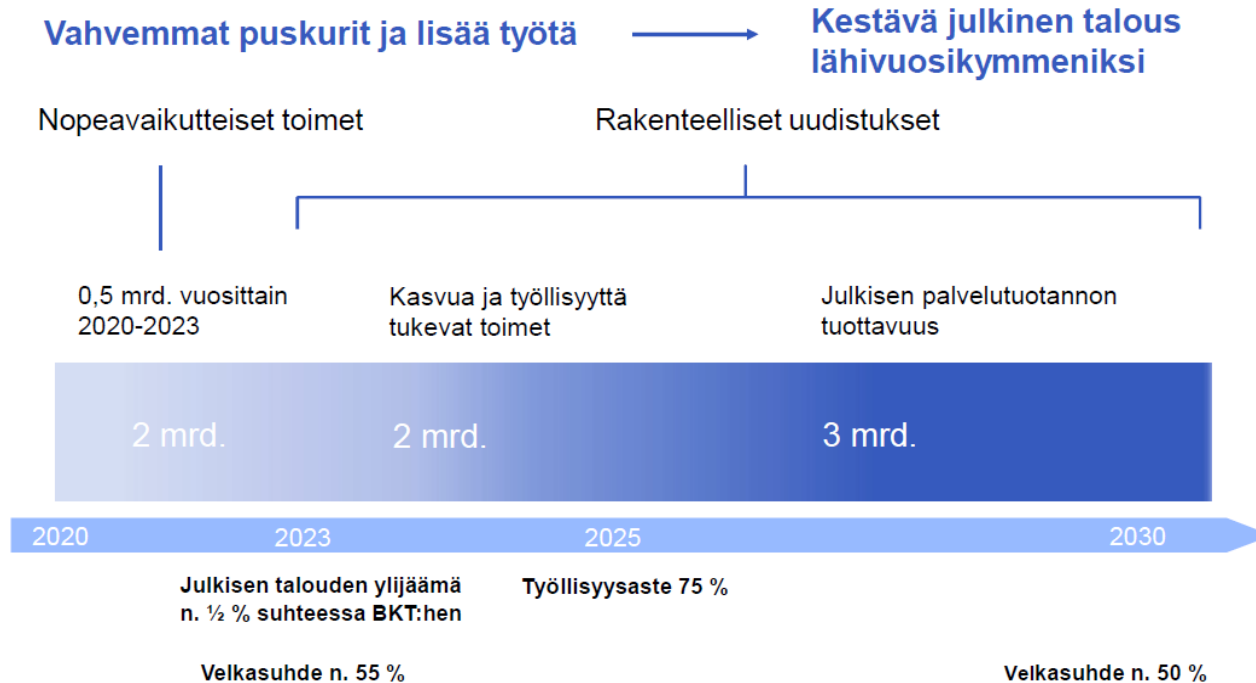 Vahvemmat puskurit ja lisää työtä
Kestävä julkinen talous
lähivuosikymmeniksi
Nopeavaikutteiset toimet
Rakenteelliset uudistukset
0,5 mrd. vuosittain
2020-2023
Kasvua ja työllisyyttä
tukevat toimet
Julkisen palvelutuotannon
tuottavuus
2 mrd.
2 mrd.
3 mrd.
2020
2023
2025
2030
Julkisen talouden ylijäämä
n. ½ % suhteessa BKT:hen
Työllisyysaste 75 %
Velkasuhde n. 55 %
Velkasuhde n. 50 %